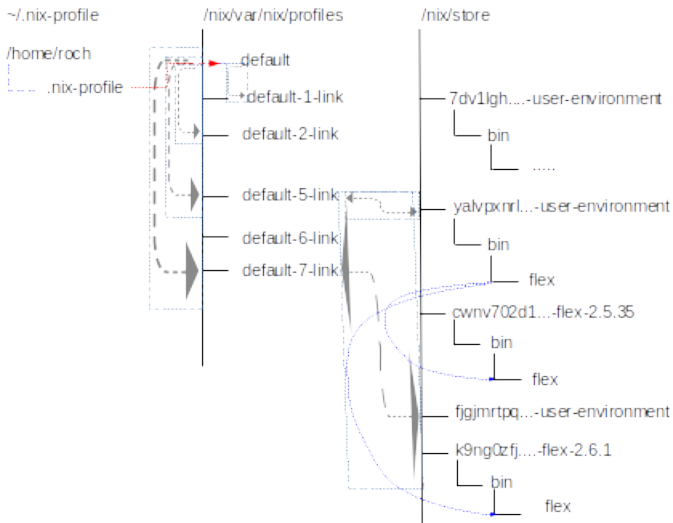 ~/.nix-profile
/nix/var/nix/profiles
/nix/store
/home/roch
.nix-profile
default
default-1-link
default-2-link
default-5-link
default-6-link
default-7-link
7dv1lgh....-user-environment
bin
.....
yalvpxnrl...-user-environment
bin
flex
cwnv702d1...-flex-2.5.35
bin
flex
fjgjmrtpq...-user-environment
k9ng0zfj....-flex-2.6.1
bin
flex